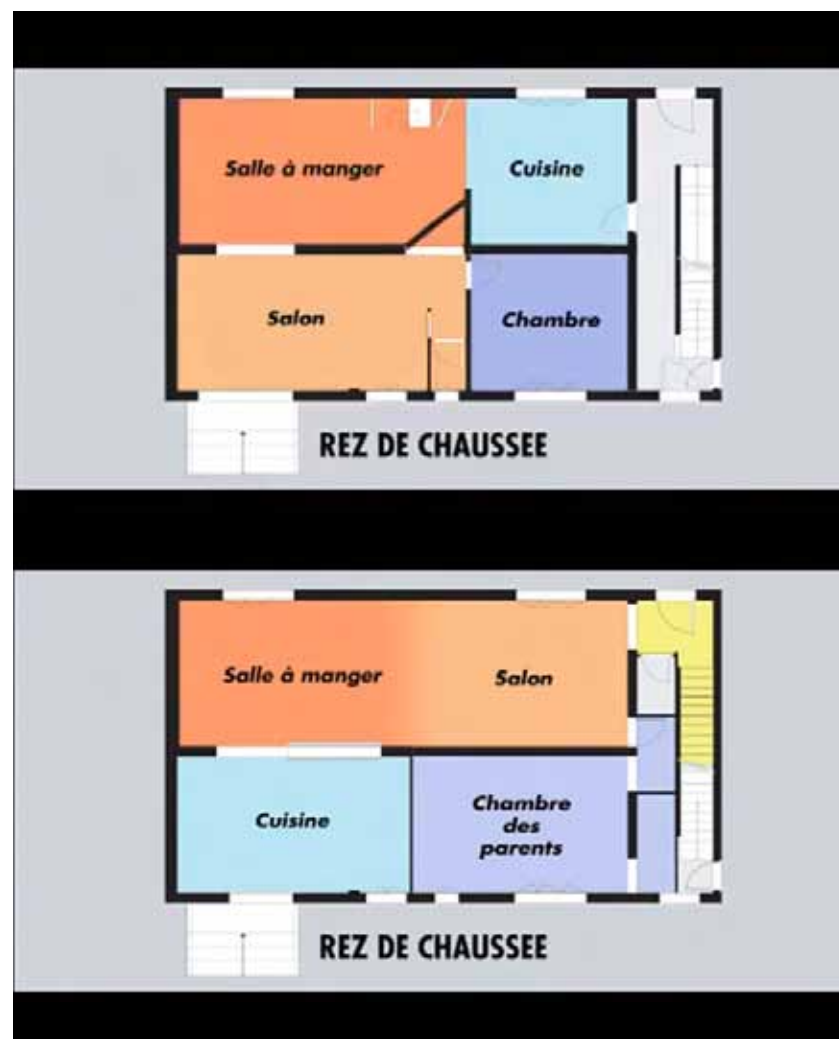 Salle à manger
Cuisine
Salon
Chambre
REZ DE CHAUSSEE
Salle à manger
Salon
Cuisine
Chambre
des
parents
REZ DE CHAUSSEE